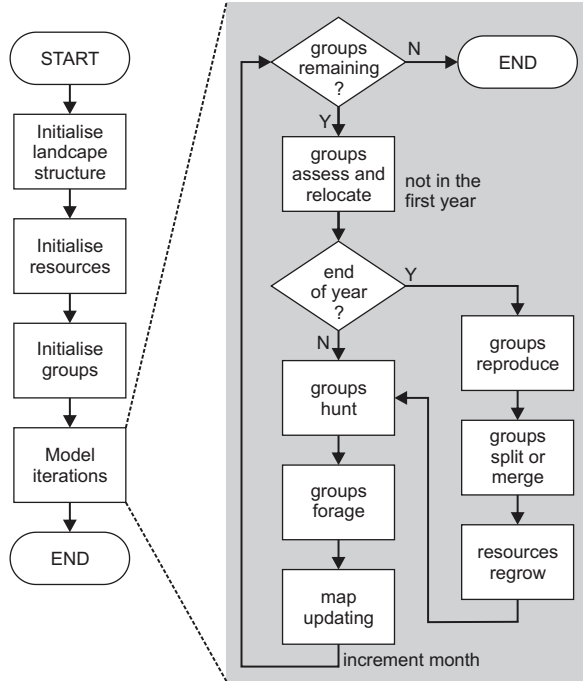 START
Initialise
landcape
structure
Initialise
resources
Initialise
groups
Model
iterations
END
groups
remaining
?
N
END
Y
groups
assess and
relocate
not in the
first year
end
of year
?
Y
N
groups
hunt
groups
forage
map
updating
increment month
groups
reproduce
groups
split or
merge
resources
regrow